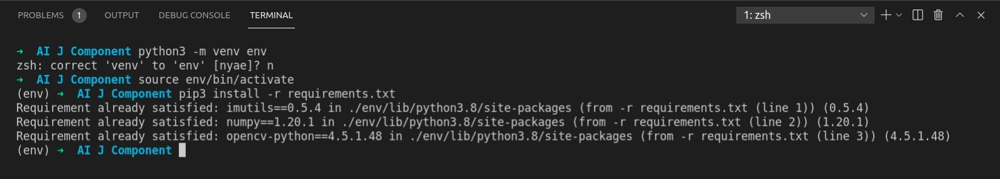 PROBLEMS 1 OUTPUT DEBUG CONSOLE TERMINAL 1: zsh
➜ AI J Component python3 -m venv env
zsh: correct 'venv' to 'env' [nyae]? n
➜ AI J Component source env/bin/activate
(env) ➜ AI J Component pip3 install -r requirements.txt
Requirement already satisfied: imutils==0.5.4 in ./env/lib/python3.8/site-packages (from -r requirements.txt (line 1)) (0.5.4)
Requirement already satisfied: numpy==1.20.1 in ./env/lib/python3.8/site-packages (from -r requirements.txt (line 2)) (1.20.1)
Requirement already satisfied: opencv-python==4.5.1.48 in ./env/lib/python3.8/site-packages (from -r requirements.txt (line 3)) (4.5.1.48)
(env) ➜ AI J Component